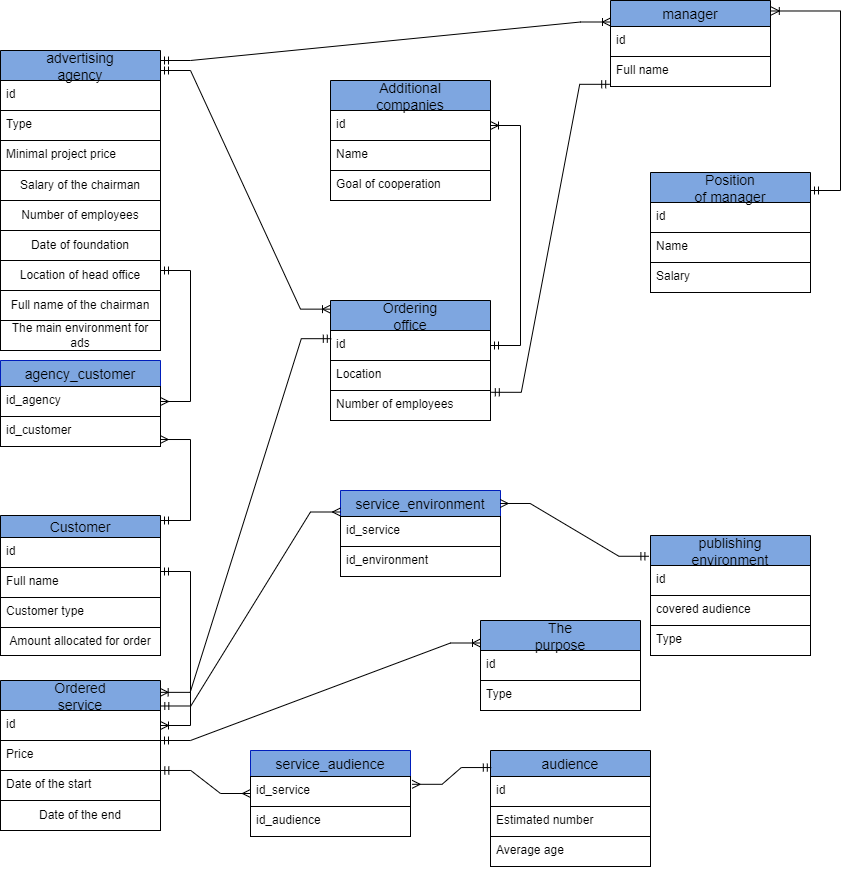 manager
id
Full name
advertising
agency
id
Type
Minimal project price
Salary of the chairman
Number of employees
Date of foundation
Location of head office
Full name of the chairman
The main environment for
ads
Additional
companies
id
Name
Goal of cooperation
Position
of manager
id
Name
Salary
Ordering
office
id
Location
Number of employees
agency_customer
id_agency
id_customer
Customer
id
Full name
Customer type
Amount allocated for order
service_environment
id_service
id_environment
publishing
environment
id
covered audience
Type
The
purpose
id
Type
Ordered
service
id
Price
Date of the start
Date of the end
service_audience
id_service
id_audience
audience
id
Estimated number
Average age